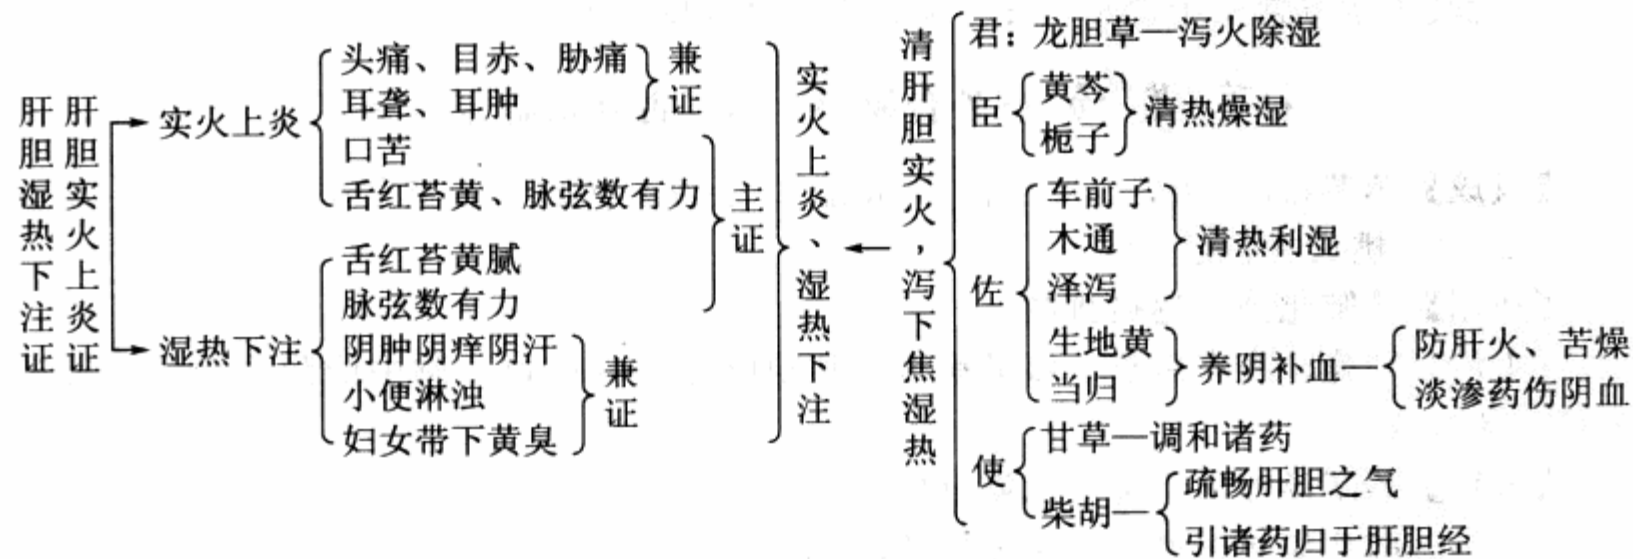 肝胆实火上炎证
肝胆湿热下注证
实火上炎
头痛、目赤、胁痛
耳聋、耳肿
兼证
口苦
舌红苔黄、脉弦数有力
主证
湿热下注
舌红苔黄腻
脉弦数有力
阴肿阴痒阴汗
小便淋浊
妇女带下黄臭
兼证
实火上炎、湿热下注
清肝胆实火，泻下焦湿热
君：龙胆草—泻火除湿
臣
黄芩
栀子
清热燥湿
佐
车前子
木通
泽泻
清热利湿
生地黄
当归
养阴补血—
防肝火、苦燥
淡渗药伤阴血
使
甘草—调和诸药
柴胡—
疏畅肝胆之气
引诸药归于肝胆经